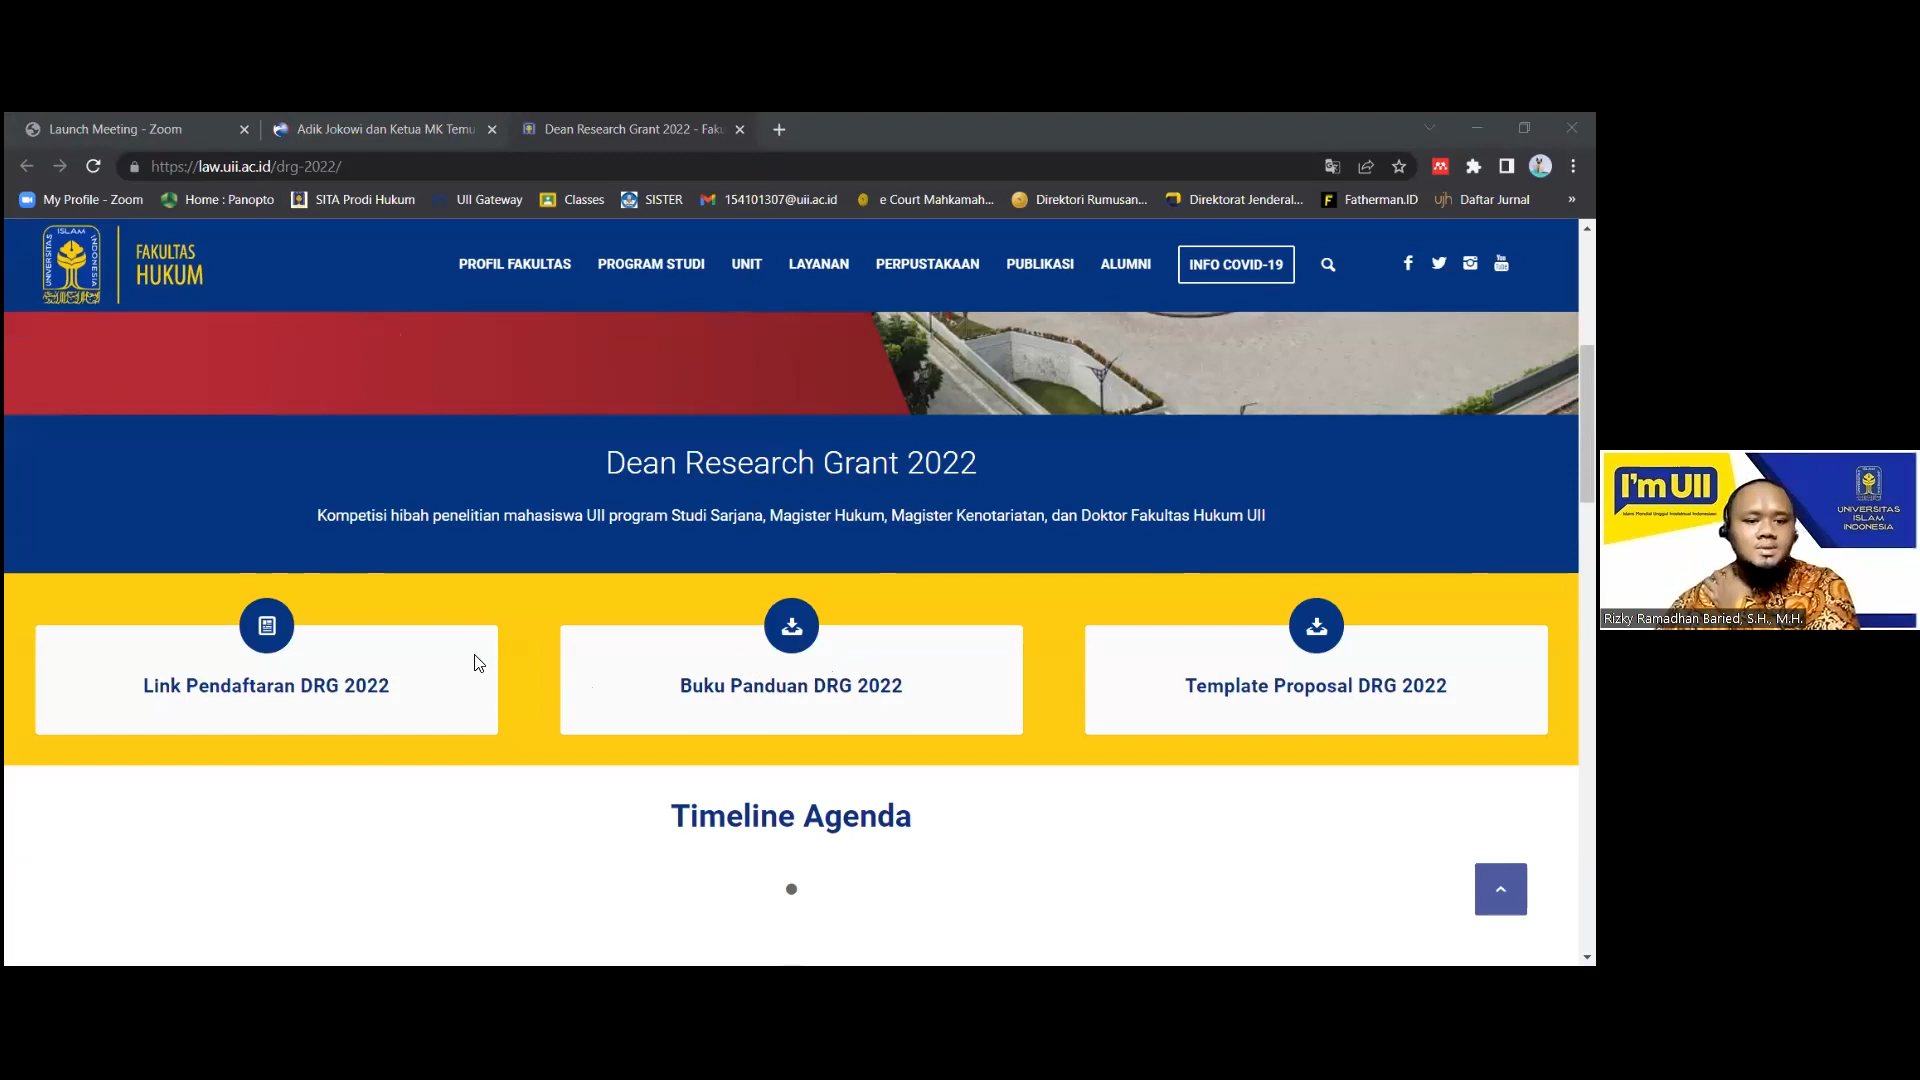 Launch Meeting - Zoom
Adik Jokowi dan Ketua MK Temu
Dean Research Grant 2022 - Faku
https://law.uii.ac.id/drg-2022/
My Profile - Zoom
Home : Panopto
SITA Prodi Hukum
UII Gateway
Classes
SISTER
154101307@uii.ac.id
e Court Mahkamah...
Direktori Rumusan...
Direktorat Jenderal...
Fatherman.ID
Daftar Jurnal
»
ISLAM
UNIVERSITAS
INDONESIA
FAKULTAS
HUKUM
PROFIL FAKULTAS
PROGRAM STUDI
UNIT
LAYANAN
PERPUSTAKAAN
PUBLIKASI
ALUMNI
INFO COVID-19
Dean Research Grant 2022
Kompetisi hibah penelitian mahasiswa UII program Studi Sarjana, Magister Hukum, Magister Kenotariatan, dan Doktor Fakultas Hukum UII
Link Pendaftaran DRG 2022
Buku Panduan DRG 2022
Template Proposal DRG 2022
Timeline Agenda
I'm UII
UNIVERSITAS
ISLAM
INDONESIA
Rizky Ramadhan Baried, S.H., M.H.